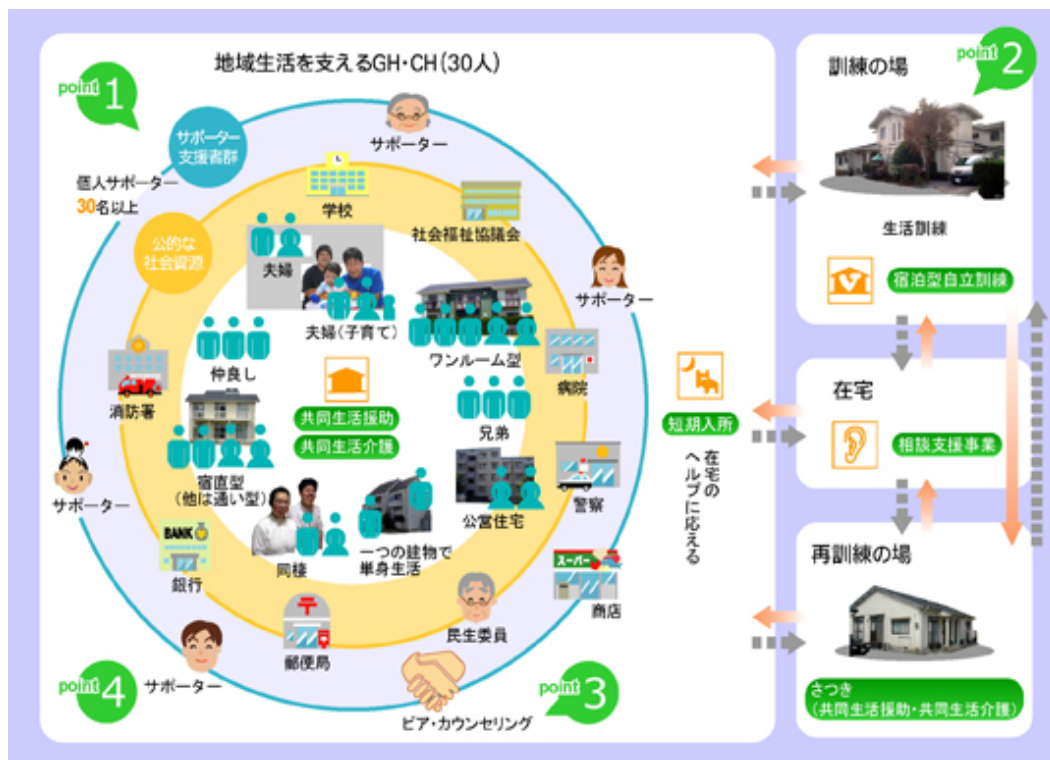 地域生活を支えるGH・CH(30人)
point 1
サポーター
支援者群
個人サポーター
30名以上
公的な
社会資源
サポーター
学校
社会福祉協議会
サポーター
夫婦
夫婦(子育て)
ワンルーム型
病院
仲良し
消防署
共同生活援助
共同生活介護
兄弟
宿直型
(他は通い型)
サポーター
公営住宅
警察
BANK
銀行
同棲
一つの建物で
単身生活
スーパー
商店
〒
郵便局
民生委員
サポーター
ピア・カウンセリング
point 4
point 3
短期入所
在宅の
ヘルプに応える
point 2
訓練の場
生活訓練
宿泊型自立訓練
在宅
相談支援事業
再訓練の場
さつき
(共同生活援助・共同生活介護)